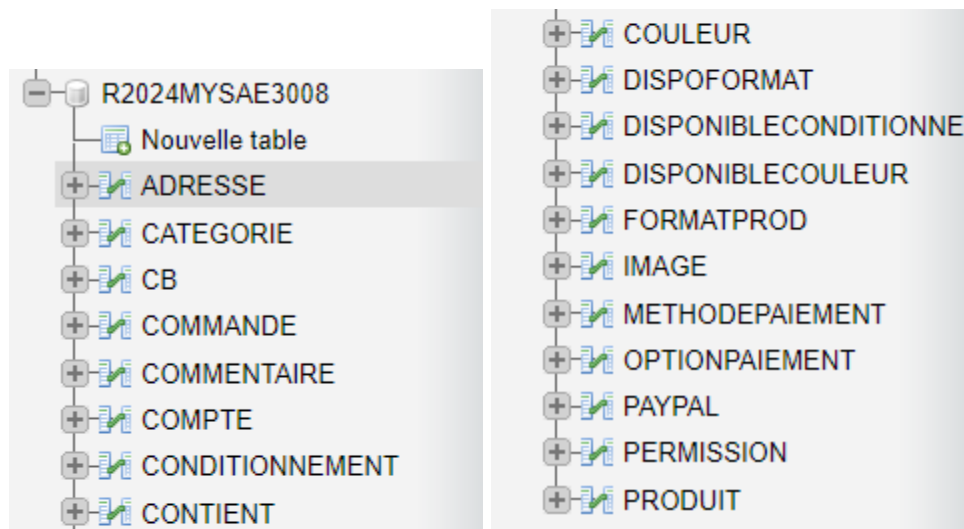 R2024MYSAE3008
Nouvelle table
ADRESSE
CATEGORIE
CB
COMMANDE
COMMENTAIRE
COMPTE
CONDITIONNEMENT
CONTIENT
COULEUR
DISPOFORMAT
DISPONIBLECONDITIONNE
DISPONIBLECOULEUR
FORMATPROD
IMAGE
METHODEPAIEMENT
OPTIONPAIEMENT
PAYPAL
PERMISSION
PRODUIT